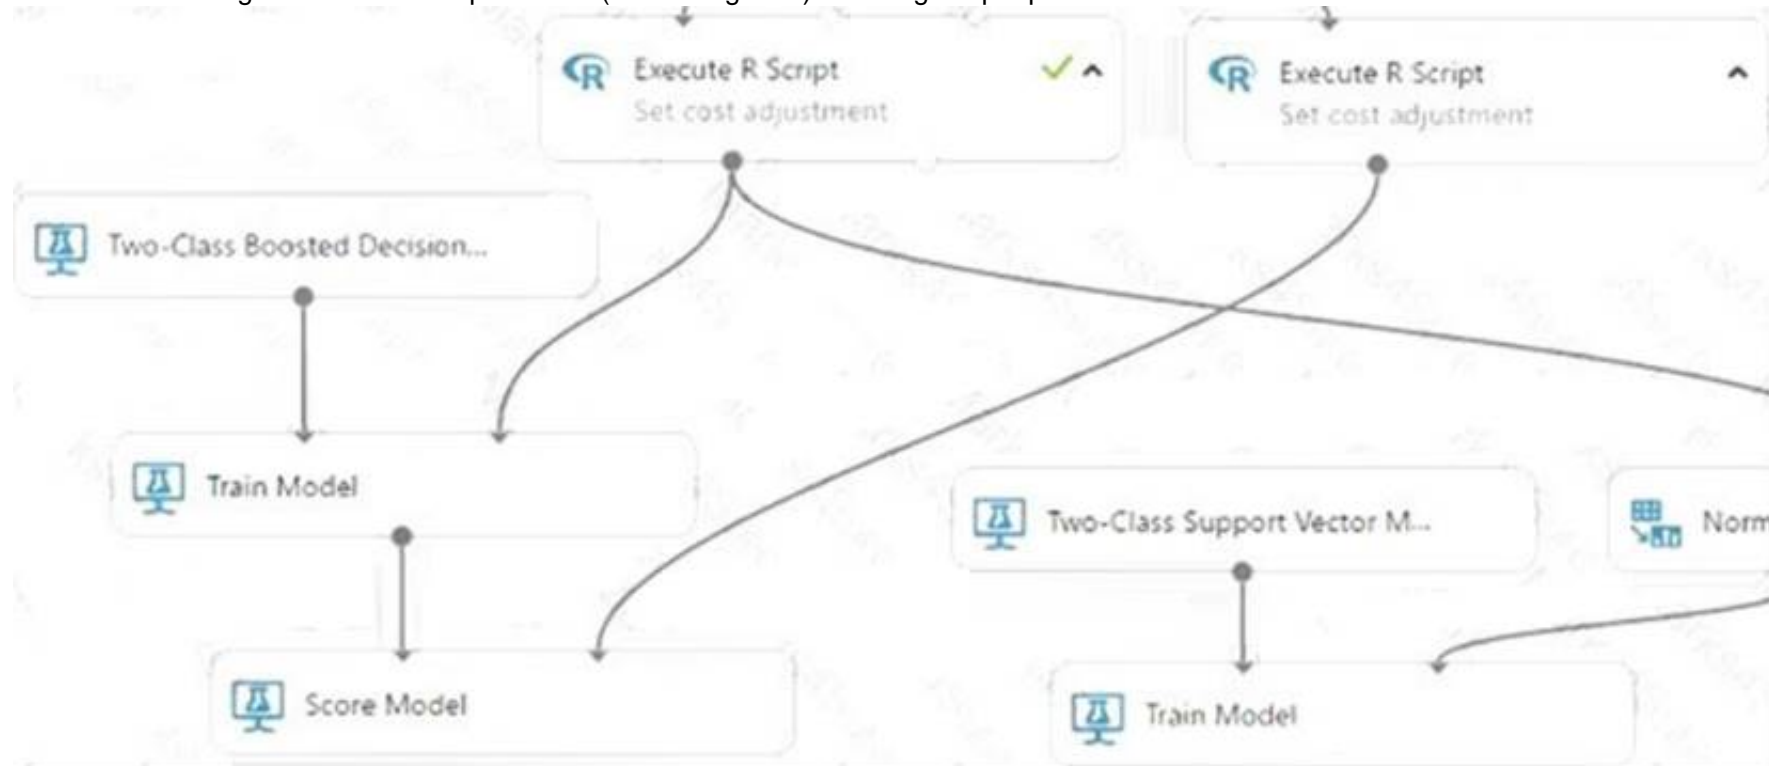 Execute R Script
Set cost adjustment
Execute R Script
Set cost adjustment
Two-Class Boosted Decision...
Train Model
Two-Class Support Vector M...
Norm
Score Model
Train Model